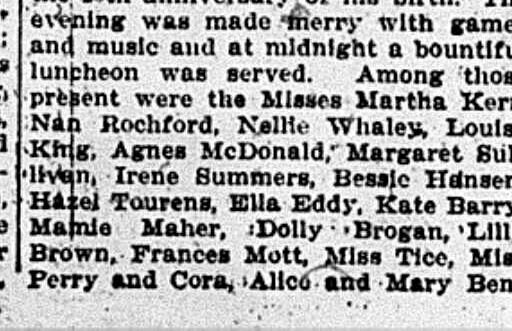 evening was made merry with game
and music and at midnight a bountifu
luncheon was served. Among thos
present were the Misses Martha Kerr
Nan Rochford, Nellie Whaley, Louis
King, Agnes McDonald, Margaret Sul
livan, Irene Summers, Bessie Hansen
Hazel Tourens, Ella Eddy, Kate Barry
Mamie Maher, Dolly Brogan, Lill
Brown, Frances Mott, Miss Tice, Mis
Perry and Cora, Alice and Mary Ben